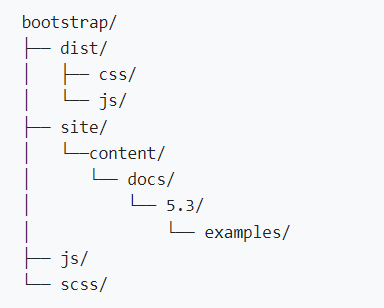 bootstrap/
├── dist/
│   ├── css/
│   └── js/
├── site/
│   └──content/
│      └── docs/
│          └── 5.3/
│              └── examples/
├── js/
└── scss/